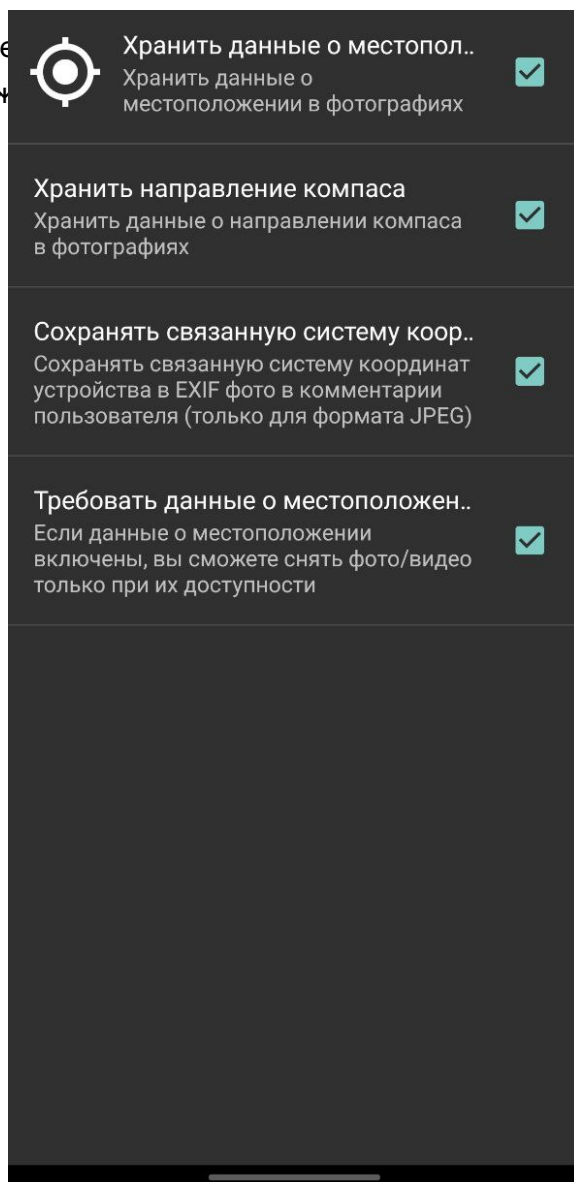 Хранить данные о местопол..
Хранить данные о
местоположении в фотографиях
Хранить направление компаса
Хранить данные о направлении компаса
в фотографиях
Сохранять связанную систему коор..
Сохранять связанную систему координат
устройства в EXIF фото в комментарии
пользователя (только для формата JPEG)
Требовать данные о местоположен..
Если данные о местоположении
включены, вы сможете снять фото/видео
только при их доступности